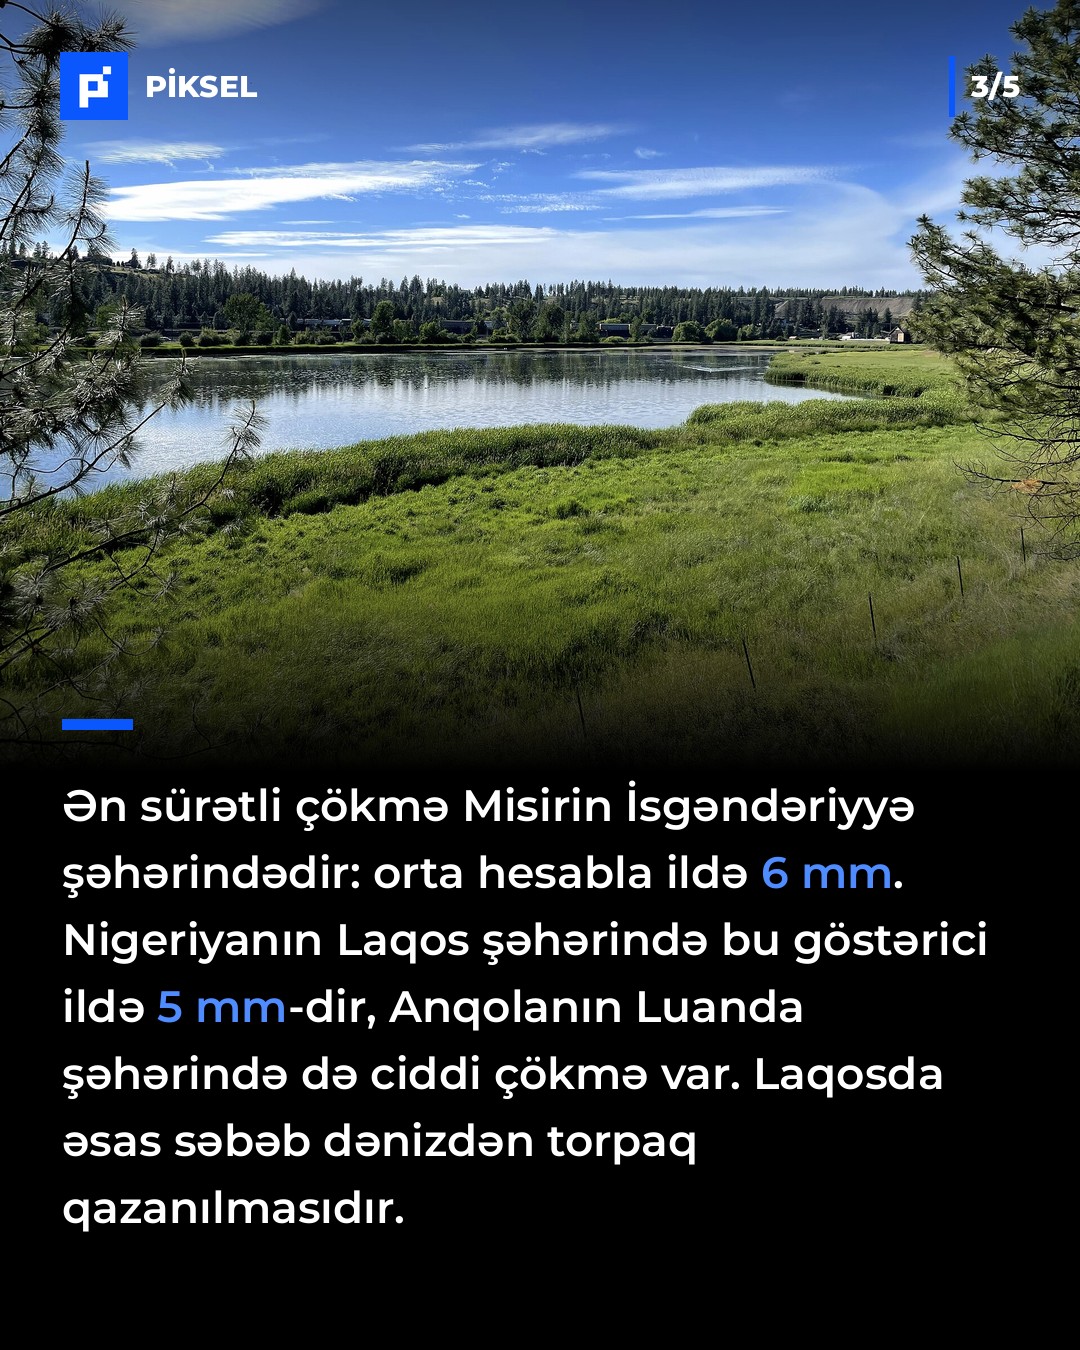 PİKSEL
3/5
Ən sürətli çökmə Misirin İsgəndəriyyə
şəhərindədir: orta hesabla ildə 6 mm.
Nigeriyanın Laqos şəhərində bu göstərici
ildə 5 mm-dir, Anqolanın Luanda
şəhərində də ciddi çökmə var. Laqosda
əsas səbəb dənizdən torpaq
qazanılmasıdır.